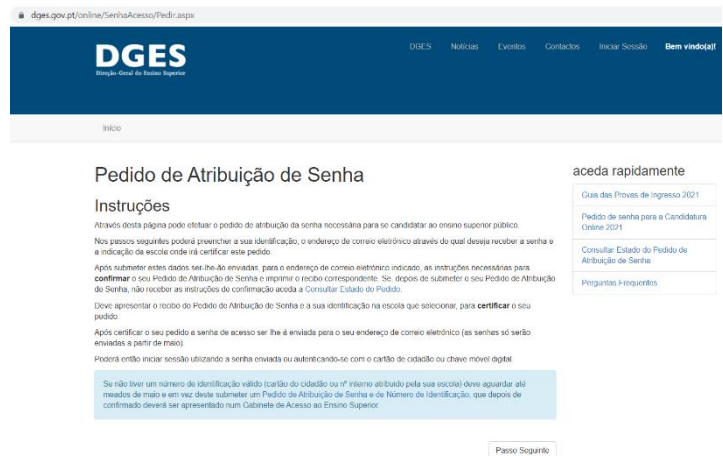 dges.gov.pt/online/SenhaAcesso/Pedir.aspx
DGES
Direção-Geral do Ensino Superior
DGES Notícias Eventos Contactos Iniciar Sessão Bem vindo(a)!
Início
Pedido de Atribuição de Senha
Instruções
Através desta página pode efetuar o pedido de atribuição da senha necessária para se candidatar ao ensino superior público.
Nos passos seguintes poderá preencher a sua identificação, o endereço de correio eletrónico através do qual deseja receber a senha e
a indicação da escola onde irá certificar este pedido.
Após submeter estes dados ser-lhe-ão enviadas, para o endereço de correio eletrónico indicado, as instruções necessárias para
confirmar o seu Pedido de Atribuição de Senha e imprimir o recibo correspondente. Se, depois de submeter o seu Pedido de Atribuição
de Senha, não receber as instruções de confirmação aceda a Consultar Estado do Pedido.
Deve apresentar o recibo do Pedido de Atribuição de Senha e a sua identificação na escola que selecionar, para certificar o seu
pedido.
Após certificar o seu pedido a senha de acesso ser lhe á enviada para o seu endereço de correio eletrónico (as senhas só serão
enviadas a partir de maio).
Poderá então iniciar sessão utilizando a senha enviada ou autenticando-se com o cartão de cidadão ou chave móvel digital.
Se não tiver um número de identificação válido (cartão do cidadão ou nº interno atribuido pela sua escola) deve aguardar até
meados de maio e em vez deste submeter um Pedido de Atribuição de Senha e de Número de Identificação, que depois de
confirmado deverá ser apresentado num Gabinete de Acesso ao Ensino Superior.
Passo Seguinte
aceda rapidamente
Guia das Provas de Ingresso 2021
Pedido de senha para a Candidatura
Online 2021
Consultar Estado do Pedido de
Atribuição de Senha
Perguntas Frequentes